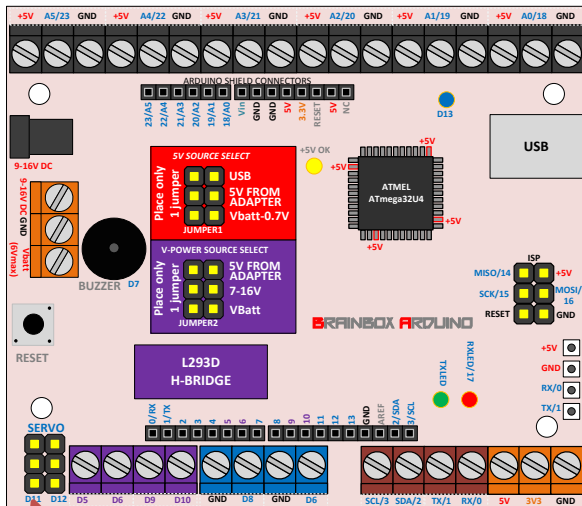 +5V A5/23 GND +5V A4/22 GND +5V A3/21 GND +5V A2/20 GND +5V A1/19 GND +5V A0/18 GND
ARDUINO SHIELD CONNECTORS
23/A5 22/A4 21/A3 20/A2 19/A1 18/A0 Vin GND GND 5V 3.3V RESET 5V NC
D13
9-16V DC
+5V OK
USB
5V SOURCE SELECT
Place only
1 jumper
USB
5V FROM
ADAPTER
Vbatt-0.7V
JUMPER1
+5V
+5V
+5V
+5V
ATMEL
ATmega32U4
9-16V DC GND Vbatt
(6Vmax)
BUZZER
D7
V-POWER SOURCE SELECT
Place only
1 jumper
5V FROM
ADAPTER
7-16V
VBatt
JUMPER2
ISP
MISO/14 +5V
SCK/15 MOSI/
16
RESET GND
RESET
BRAINBOX ARDUINO
L293D
H-BRIDGE
TXLED
RXLED/17
+5V
GND
RX/0
TX/1
0/RX 1/TX 2 3 4 5 6 7 8 9 10 11 12 13 GND AREF 2/SDA 3/SCL
SERVO
D11 D12
D5 D6 D9 D10 GND D8 GND D6 SCL/3 SDA/2 TX/1 RX/0 5V 3V3 GND